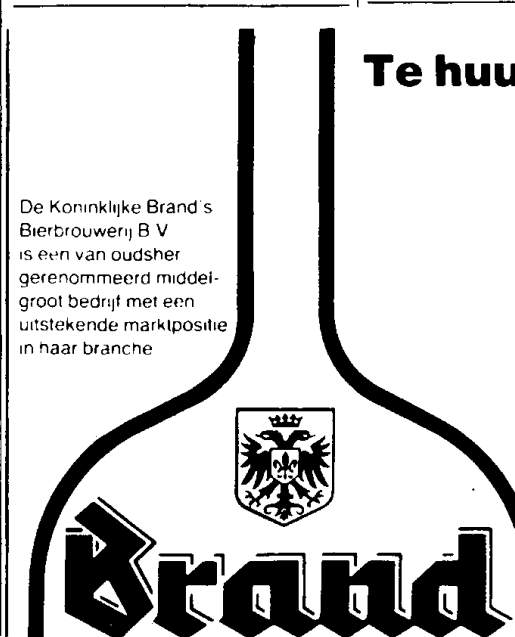 Te huu
De Koninklijke Brand's
Bierbrouwerij B V
is een van oudsher
gerenommeerd middel-
groot bedrijf met een
uitstekende marktpositie
in haar branche
Brand